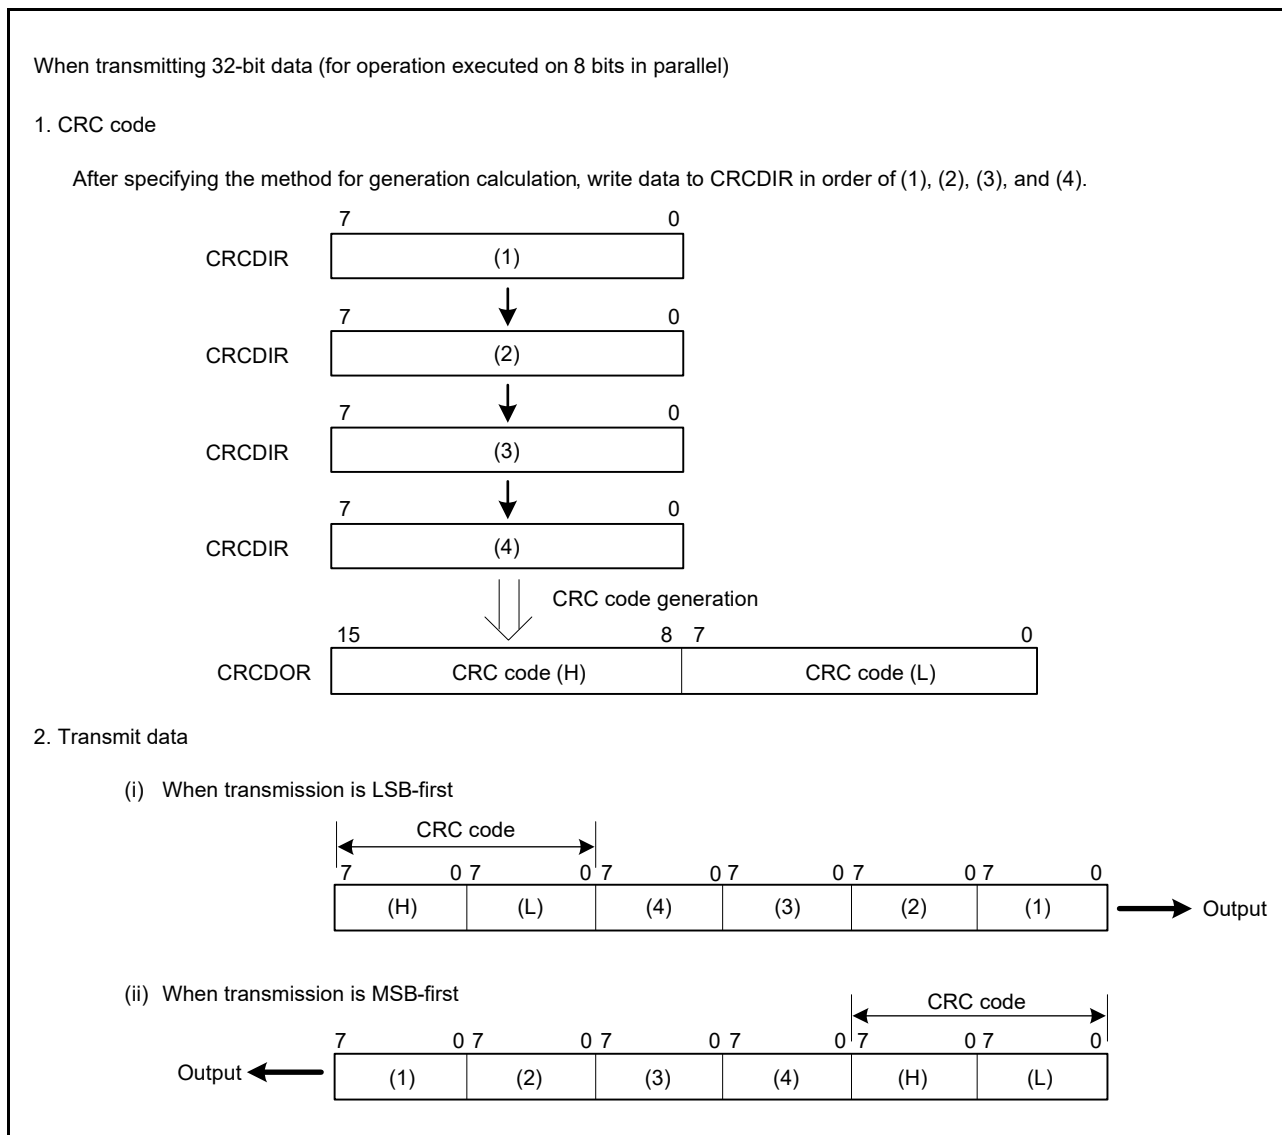 When transmitting 32-bit data (for operation executed on 8 bits in parallel)
1. CRC code
After specifying the method for generation calculation, write data to CRCDIR in order of (1), (2), (3), and (4).
7 0
CRCDIR (1)
7 0
CRCDIR (2)
7 0
CRCDIR (3)
7 0
CRCDIR (4)
CRC code generation
15 8 7 0
CRCDOR CRC code (H) CRC code (L)
2. Transmit data
(i) When transmission is LSB-first
CRC code
7 0 7 0 7 0 7 0 7 0 7 0
(H) (L) (4) (3) (2) (1) Output
(ii) When transmission is MSB-first
CRC code
7 0 7 0 7 0 7 0 7 0 7 0
Output (1) (2) (3) (4) (H) (L)